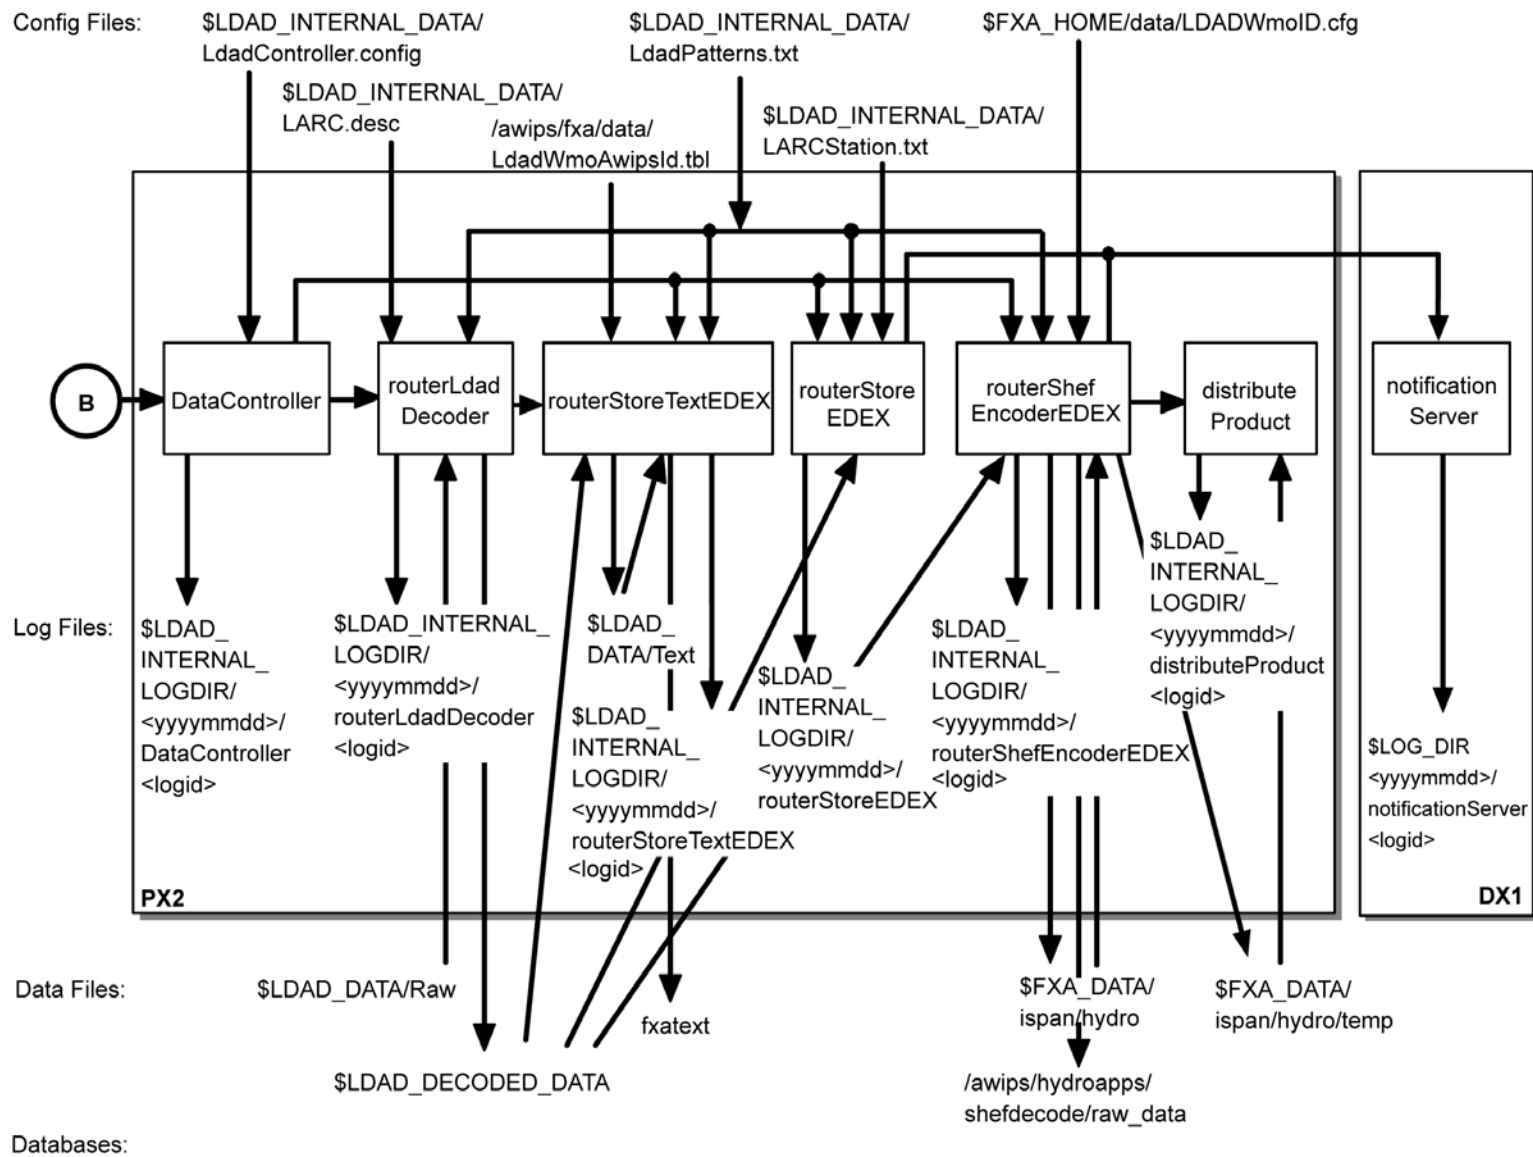 Config Files:
$LDAD_INTERNAL_DATA/
LdadController.config
$LDAD_INTERNAL_DATA/
LdadPatterns.txt
$FXA_HOME/data/LDADWmoID.cfg
$LDAD_INTERNAL_DATA/
LARC.desc
/awips/fxa/data/
LdadWmoAwipsId.tbl
$LDAD_INTERNAL_DATA/
LARCStation.txt
B
DataController
routerLdad
Decoder
routerStoreTextEDEX
routerStore
EDEX
routerShef
EncoderEDEX
distribute
Product
notification
Server
Log Files:
$LDAD_
INTERNAL_
LOGDIR/
<yyyymmdd>/
DataController
<logid>
$LDAD_INTERNAL_
LOGDIR/
<yyyymmdd>/
routerLdadDecoder
<logid>
$LDAD_
DATA/Text
$LDAD_
INTERNAL_
LOGDIR/
<yyyymmdd>/
routerStoreTextEDEX
<logid>
$LDAD_
INTERNAL_
LOGDIR/
<yyyymmdd>/
routerStoreEDEX
$LDAD_
INTERNAL_
LOGDIR/
<yyyymmdd>/
routerShefEncoderEDEX
<logid>
$LDAD_
INTERNAL_
LOGDIR/
<yyyymmdd>/
distributeProduct
<logid>
$LOG_DIR
<yyyymmdd>/
notificationServer
<logid>
PX2
DX1
Data Files:
$LDAD_DATA/Raw
$LDAD_DECODED_DATA
fxatext
$FXA_DATA/
ispan/hydro
$FXA_DATA/
ispan/hydro/temp
/awips/hydroapps/
shefdecode/raw_data
Databases: